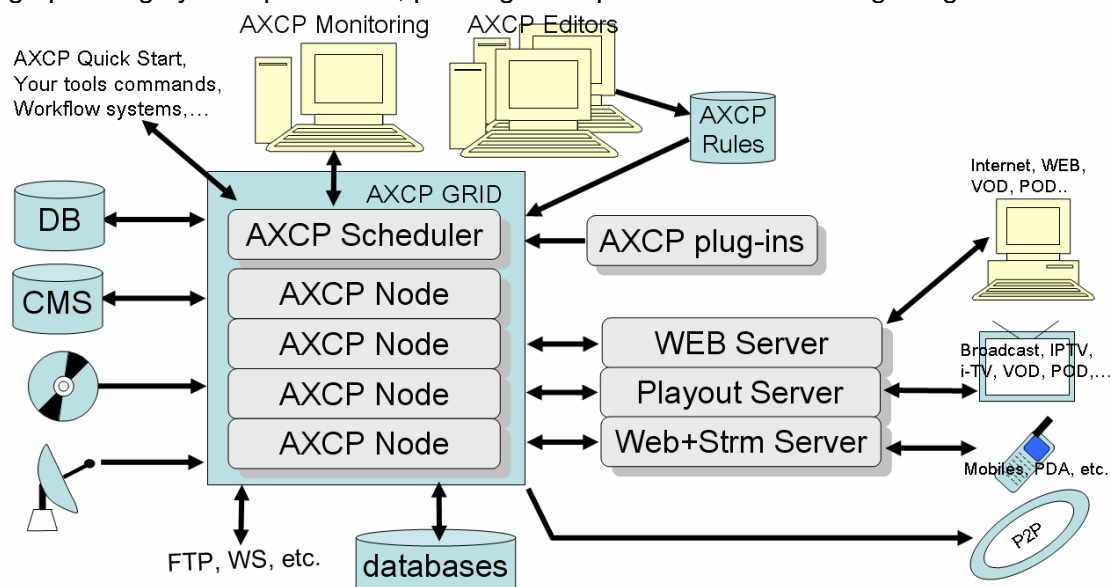 AXCP Monitoring
AXCP Editors
AXCP Quick Start,
Your tools commands,
Workflow systems,...
AXCP
Rules
Internet, WEB,
VOD, POD..
AXCP GRID
DB
AXCP Scheduler
AXCP plug-ins
CMS
AXCP Node
AXCP Node
WEB Server
Broadcast, IPTV,
i-TV, VOD, POD,...
AXCP Node
Playout Server
AXCP Node
Web+Strm Server
Mobiles, PDA, etc.
P2P
FTP, WS, etc.
databases